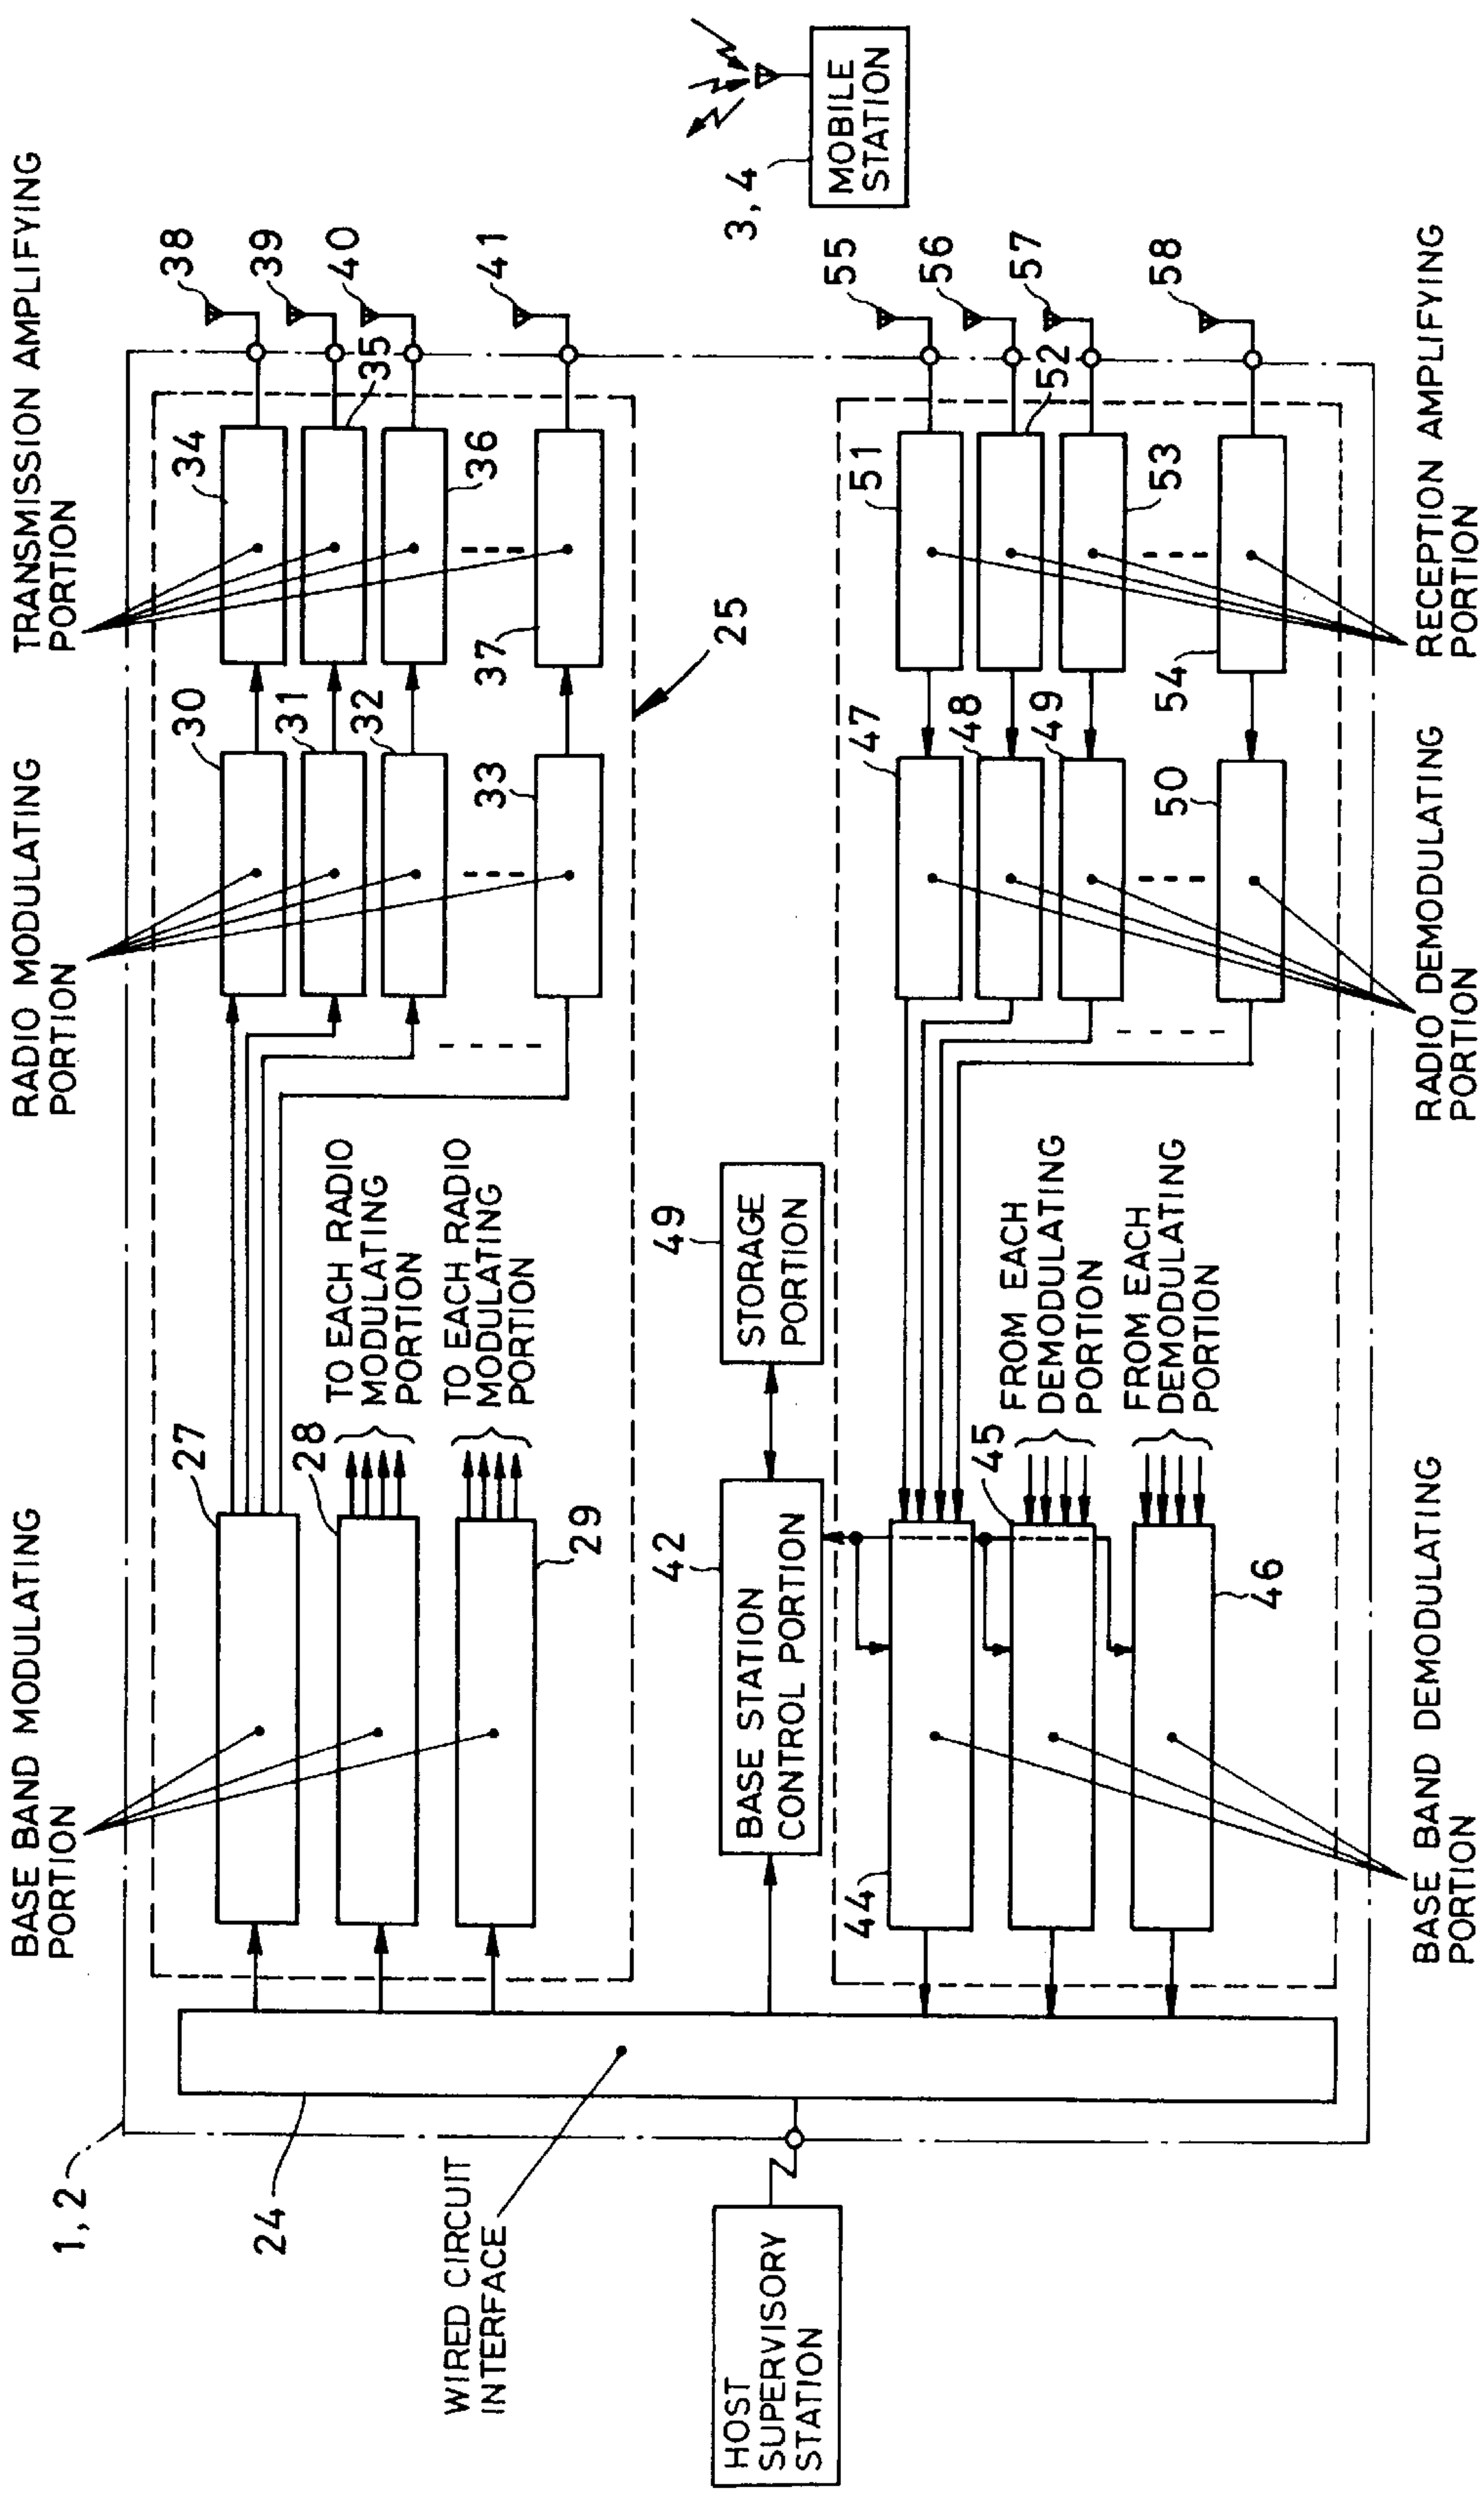 BASE BAND MODULATING
PORTION
RADIO MODULATING
PORTION
TRANSMISSION AMPLIFYING
PORTION
1,2
24
WIRED CIRCUIT
INTERFACE
HOST
SUPERVISORY
STATION
27
28
29
TO EACH RADIO
MODULATING
PORTION
TO EACH RADIO
MODULATING
PORTION
30
31
32
33
34
35
36
37
38
39
40
41
25
42
BASE STATION
CONTROL PORTION
49
STORAGE
PORTION
3,4
MOBILE
STATION
44
45
46
FROM EACH
DEMODULATING
PORTION
FROM EACH
DEMODULATING
PORTION
47
48
49
50
51
52
53
54
55
56
57
58
BASE BAND DEMODULATING
PORTION
RADIO DEMODULATING
PORTION
RECEPTION AMPLIFYING
PORTION